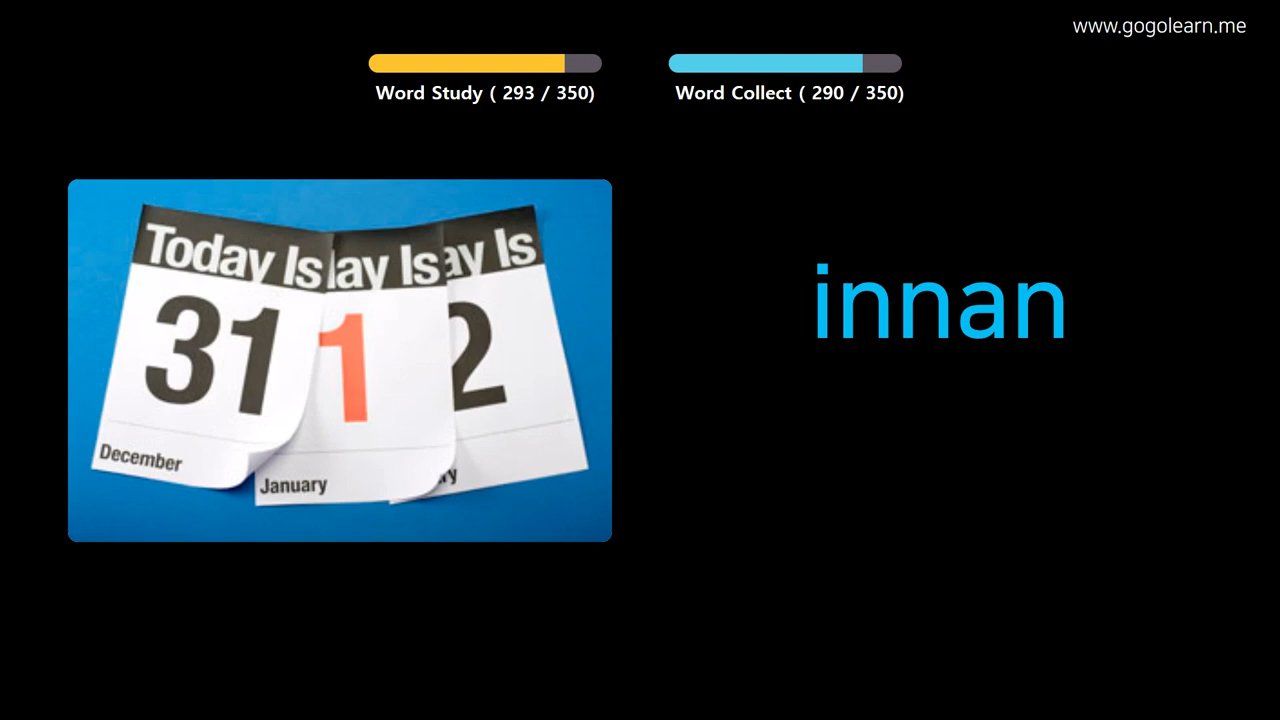 www.gogolearn.me
Word Study ( 293 / 350)
Word Collect ( 290 / 350)
Today Is
ay Is
ay Is
31
1
2
December
January
ry
innan